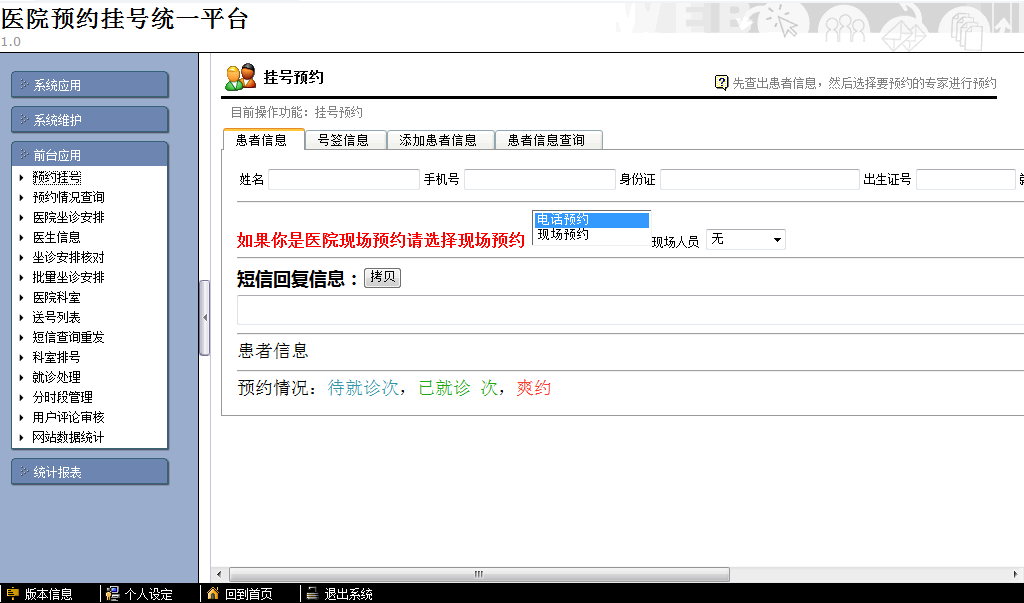 医院预约挂号统一平台
1.0
WEB
系统应用
系统维护
前台应用
预约挂号
预约情况查询
医院坐诊安排
医生信息
坐诊安排核对
批量坐诊安排
医院科室
送号列表
短信查询重发
科室排号
就诊处理
分时段管理
用户评论审核
网站数据统计
统计报表
挂号预约
先查出患者信息，然后选择要预约的专家进行预约
目前操作功能：挂号预约
患者信息 号签信息 添加患者信息 患者信息查询
姓名 手机号 身份证 出生证号
如果你是医院现场预约请选择现场预约
电话预约
现场预约
现场人员 无
短信回复信息： 拷贝
患者信息
预约情况：待就诊次，已就诊 次，爽约
版本信息 个人设定 回到首页 退出系统